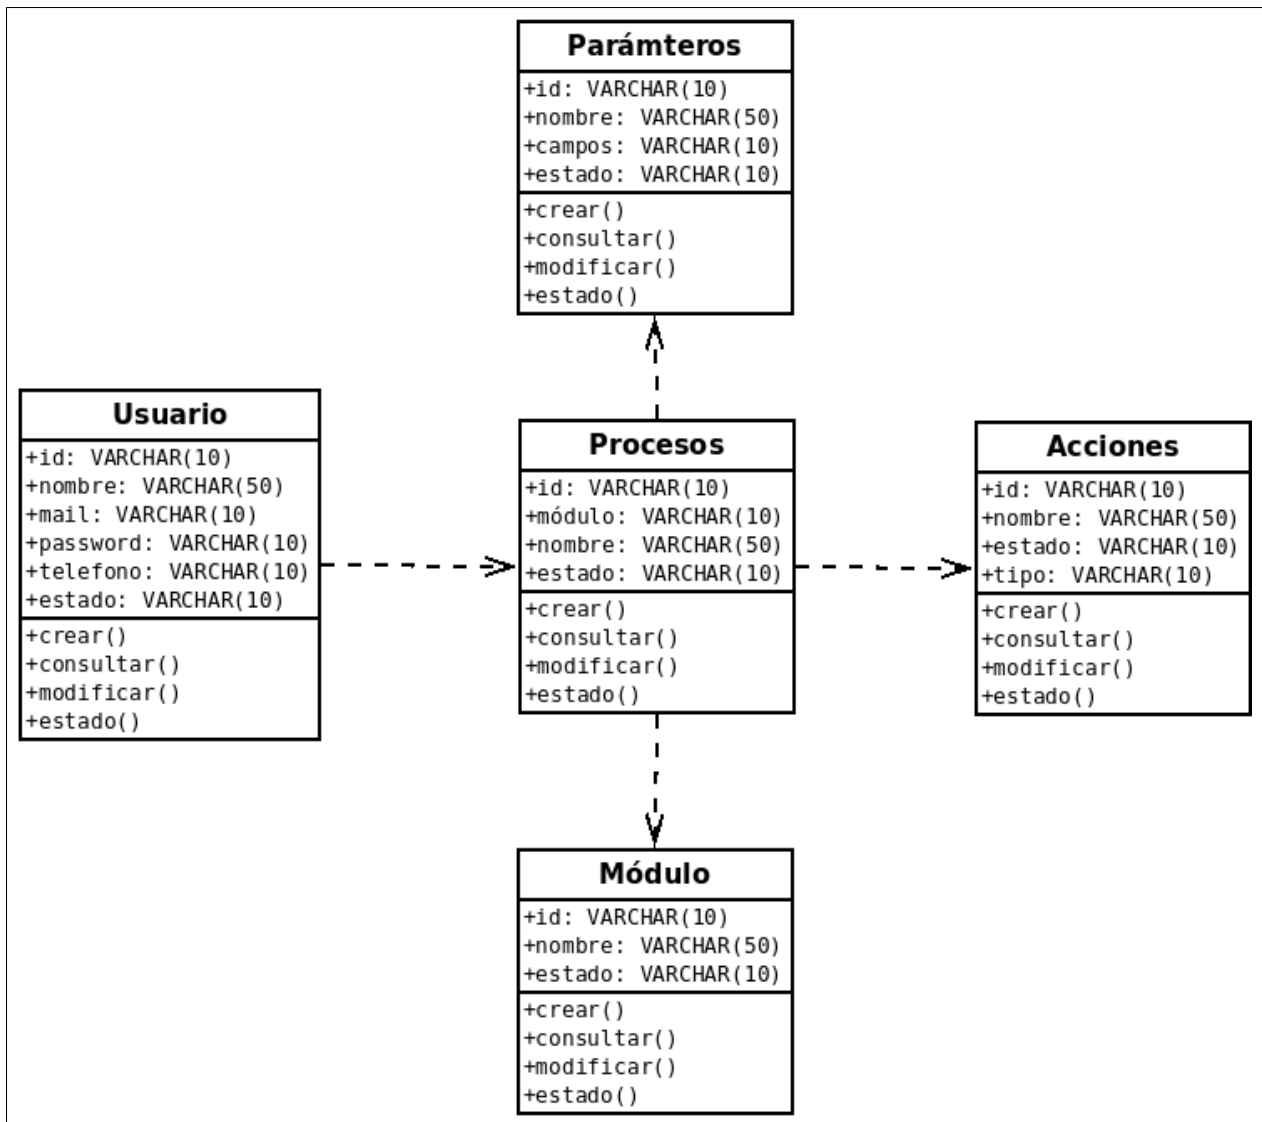 Parámteros
+id: VARCHAR(10)
+nombre: VARCHAR(50)
+campos: VARCHAR(10)
+estado: VARCHAR(10)
+crear()
+consultar()
+modificar()
+estado()
Usuario
+id: VARCHAR(10)
+nombre: VARCHAR(50)
+mail: VARCHAR(10)
+password: VARCHAR(10)
+telefono: VARCHAR(10)
+estado: VARCHAR(10)
+crear()
+consultar()
+modificar()
+estado()
Procesos
+id: VARCHAR(10)
+módulo: VARCHAR(10)
+nombre: VARCHAR(50)
+estado: VARCHAR(10)
+crear()
+consultar()
+modificar()
+estado()
Acciones
+id: VARCHAR(10)
+nombre: VARCHAR(50)
+estado: VARCHAR(10)
+tipo: VARCHAR(10)
+crear()
+consultar()
+modificar()
+estado()
Módulo
+id: VARCHAR(10)
+nombre: VARCHAR(50)
+estado: VARCHAR(10)
+crear()
+consultar()
+modificar()
+estado()